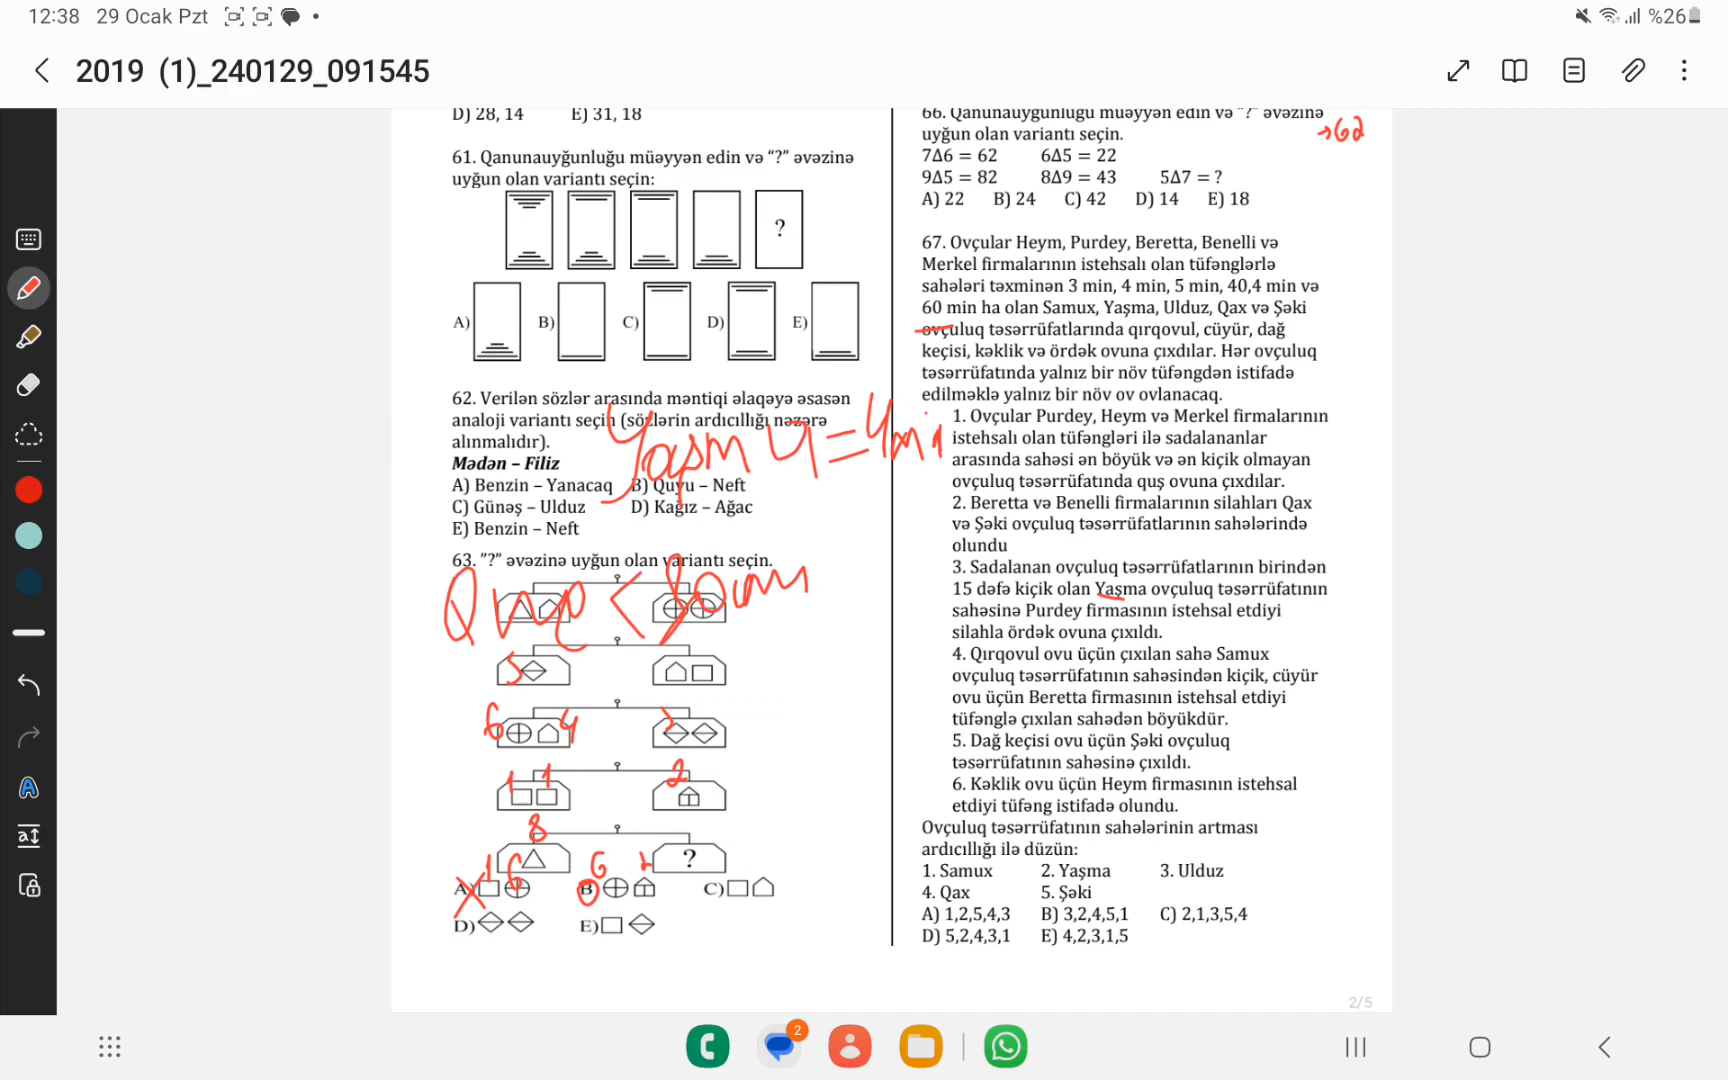 12:38 29 Ocak Pzt
%26
2019 (1)_240129_091545
D) 28, 14 E) 31, 18
61. Qanunauyğunluğu müəyyən edin və “?” əvəzinə
uyğun olan variantı seçin:
?
A) B) C) D) E)
62. Verilən sözlər arasında məntiqi əlaqəyə əsasən
analoji variantı seçin (sözlərin ardıcıllığı nəzərə
alınmalıdır).
Mədən – Filiz
A) Benzin – Yanacaq B) Quyu – Neft
C) Günəş – Ulduz D) Kağız – Ağac
E) Benzin – Neft
63. ”?” əvəzinə uyğun olan variantı seçin.
5
6 4
1 1 2
8
?
1 6 6 2
A) B) C)
D) E)
66. Qanunauyğunluğu müəyyən edin və “?” əvəzinə
uyğun olan variantı seçin.
→62
7Δ6 = 62 6Δ5 = 22
9Δ5 = 82 8Δ9 = 43 5Δ7 = ?
A) 22 B) 24 C) 42 D) 14 E) 18
67. Ovçular Heym, Purdey, Beretta, Benelli və
Merkel firmalarının istehsalı olan tüfənglərlə
sahələri təxminən 3 min, 4 min, 5 min, 40,4 min və
60 min ha olan Samux, Yaşma, Ulduz, Qax və Şəki
ovçuluq təsərrüfatlarında qırqovul, cüyür, dağ
keçisi, kəklik və ördək ovuna çıxdılar. Hər ovçuluq
təsərrüfatında yalnız bir növ tüfəngdən istifadə
edilməklə yalnız bir növ ov ovlanacaq.
1. Ovçular Purdey, Heym və Merkel firmalarının
istehsalı olan tüfəngləri ilə sadalananlar
arasında sahəsi ən böyük və ən kiçik olmayan
ovçuluq təsərrüfatında quş ovuna çıxdılar.
2. Beretta və Benelli firmalarının silahları Qax
və Şəki ovçuluq təsərrüfatlarının sahələrində
olundu
3. Sadalanan ovçuluq təsərrüfatlarının birindən
15 dəfə kiçik olan Yaşma ovçuluq təsərrüfatının
sahəsinə Purdey firmasının istehsal etdiyi
silahla ördək ovuna çıxıldı.
4. Qırqovul ovu üçün çıxılan sahə Samux
ovçuluq təsərrüfatının sahəsindən kiçik, cüyür
ovu üçün Beretta firmasının istehsal etdiyi
tüfənglə çıxılan sahədən böyükdür.
5. Dağ keçisi ovu üçün Şəki ovçuluq
təsərrüfatının sahəsinə çıxıldı.
6. Kəklik ovu üçün Heym firmasının istehsal
etdiyi tüfəng istifadə olundu.
Ovçuluq təsərrüfatının sahələrinin artması
ardıcıllığı ilə düzün:
1. Samux 2. Yaşma 3. Ulduz
4. Qax 5. Şəki
A) 1,2,5,4,3 B) 3,2,4,5,1 C) 2,1,3,5,4
D) 5,2,4,3,1 E) 4,2,3,1,5
2/5
2